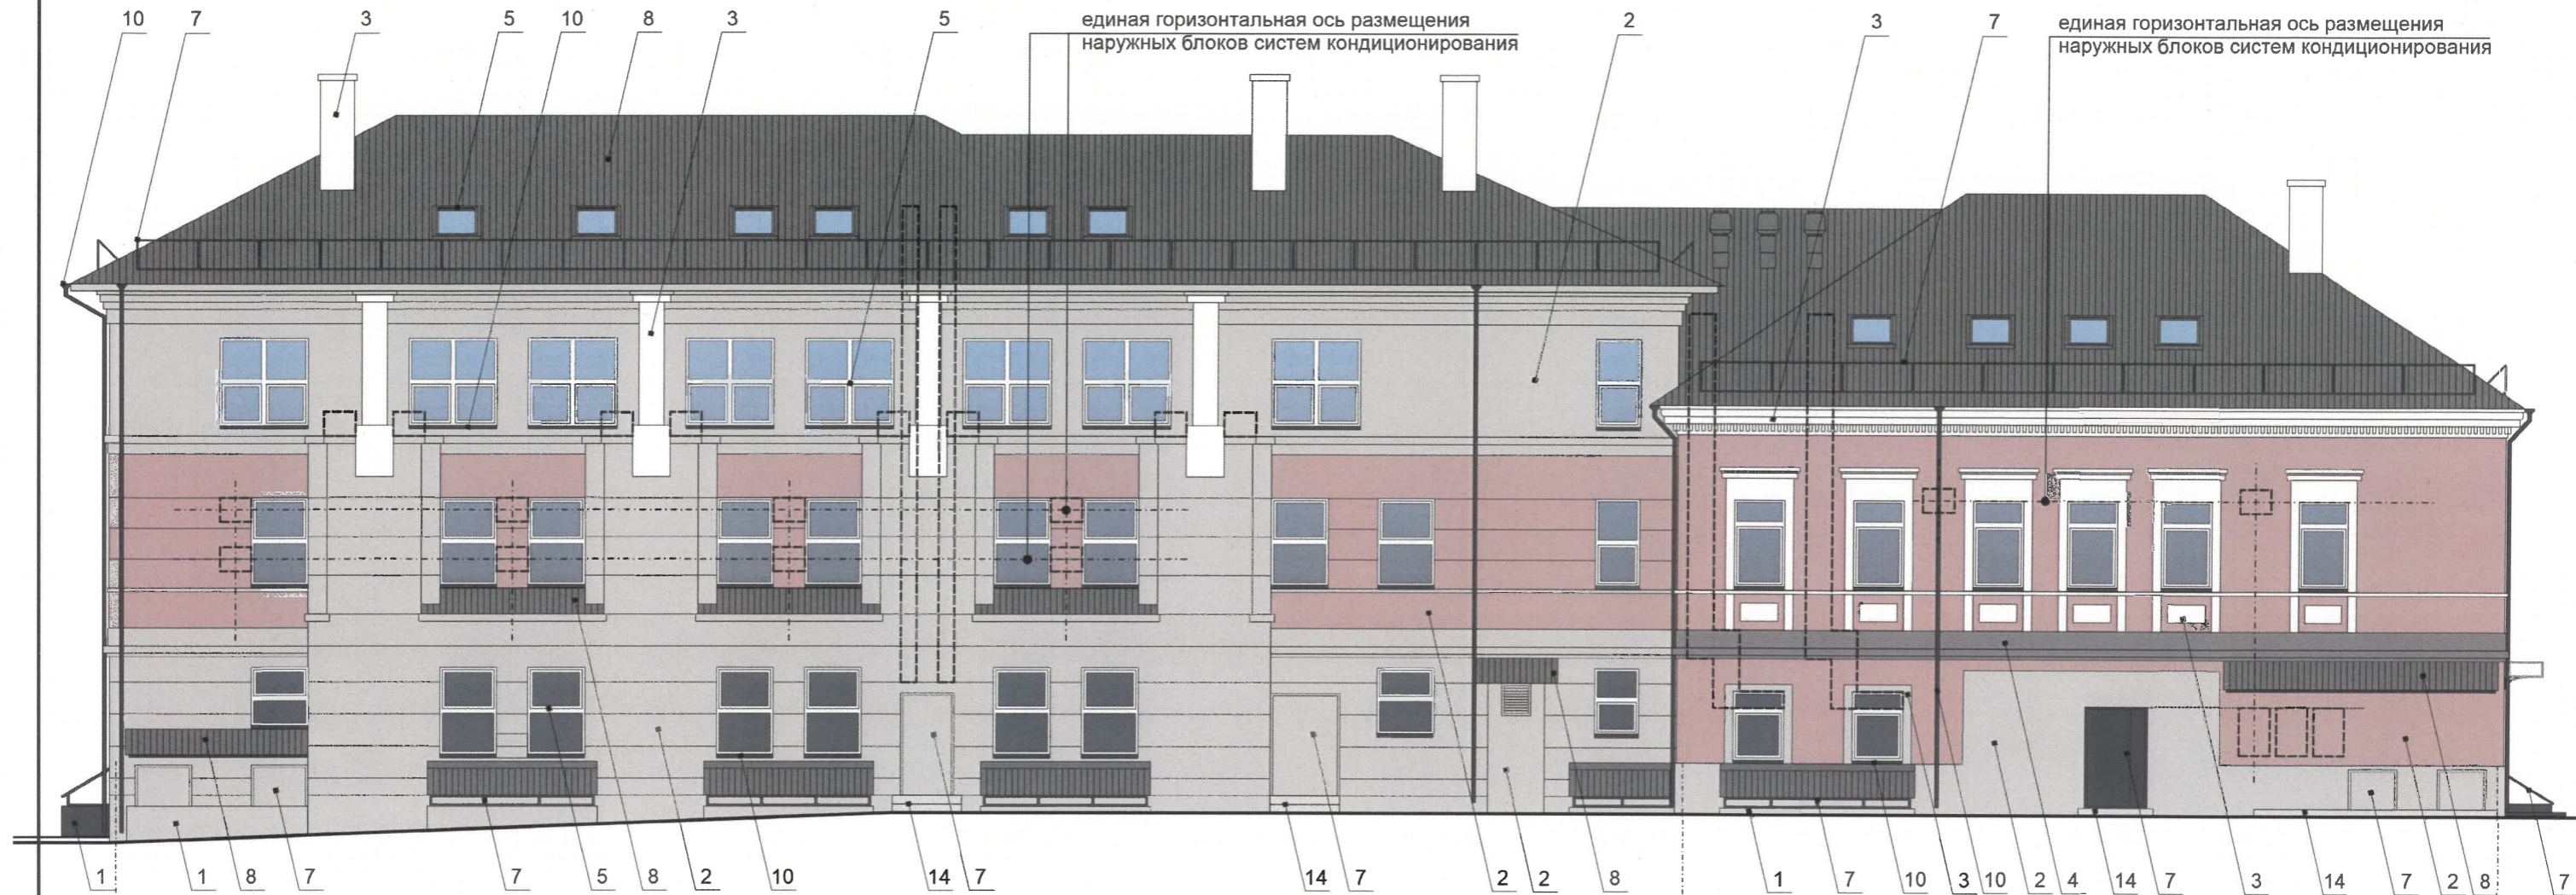 10 7 3 5 10 8 3 5 единая горизонтальная ось размещения 2 3 7 единая горизонтальная ось размещения
наружных блоков систем кондиционирования наружных блоков систем кондиционирования
1 1 8 7 7 5 8 2 10 14 7 14 7 2 2 8 1 7 10 3 10 2 4 14 7 3 14 7 2 8 7